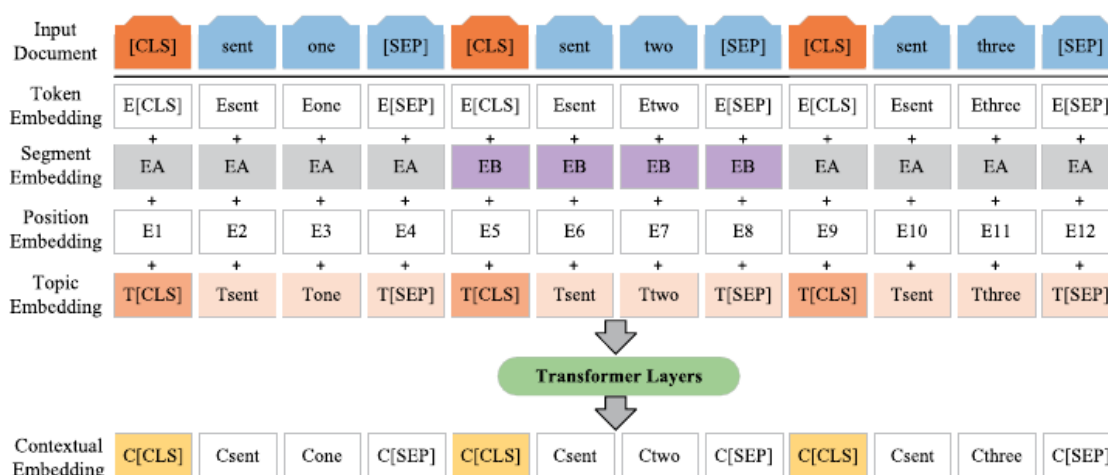 Input Document [CLS] sent one [SEP] [CLS] sent two [SEP] [CLS] sent three [SEP]
Token Embedding E[CLS] Esent Eone E[SEP] E[CLS] Esent Etwo E[SEP] E[CLS] Esent Ethree E[SEP]
+ + + + + + + + + + + +
Segment Embedding EA EA EA EA EB EB EB EB EA EA EA EA
+ + + + + + + + + + + +
Position Embedding E1 E2 E3 E4 E5 E6 E7 E8 E9 E10 E11 E12
+ + + + + + + + + + + +
Topic Embedding T[CLS] Tsent Tone T[SEP] T[CLS] Tsent Ttwo T[SEP] T[CLS] Tsent Tthree T[SEP]
Transformer Layers
Contextual Embedding C[CLS] Csent Cone C[SEP] C[CLS] Csent Ctwo C[SEP] C[CLS] Csent Cthree C[SEP]